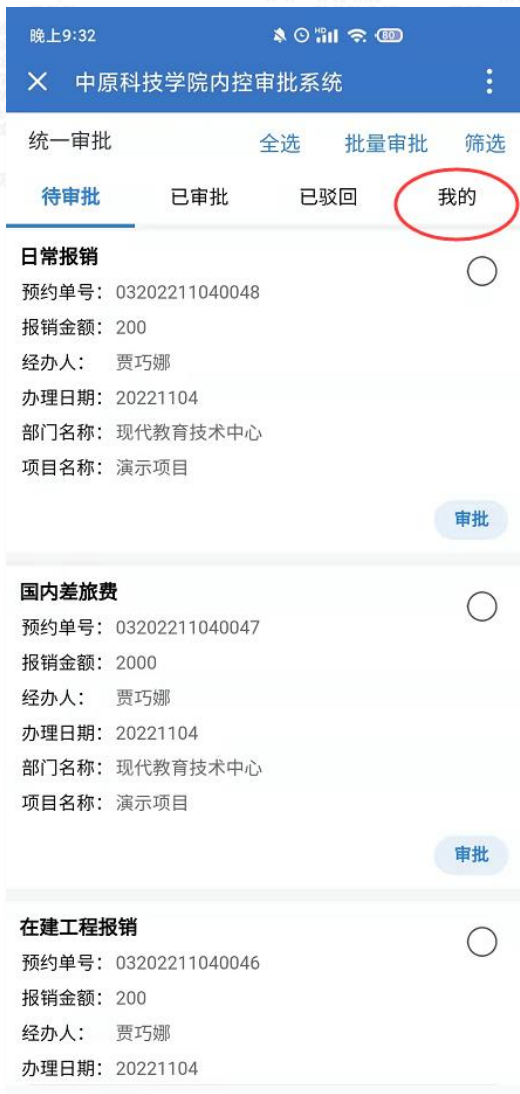 晚上9:32 HD 5G 80
中原科技学院内控审批系统
统一审批 全选 批量审批 筛选
待审批 已审批 已驳回 我的
日常报销
预约单号：03202211040048
报销金额：200
经办人：贾巧娜
办理日期：20221104
部门名称：现代教育技术中心
项目名称：演示项目
审批
国内差旅费
预约单号：03202211040047
报销金额：2000
经办人：贾巧娜
办理日期：20221104
部门名称：现代教育技术中心
项目名称：演示项目
审批
在建工程报销
预约单号：03202211040046
报销金额：200
经办人：贾巧娜
办理日期：20221104